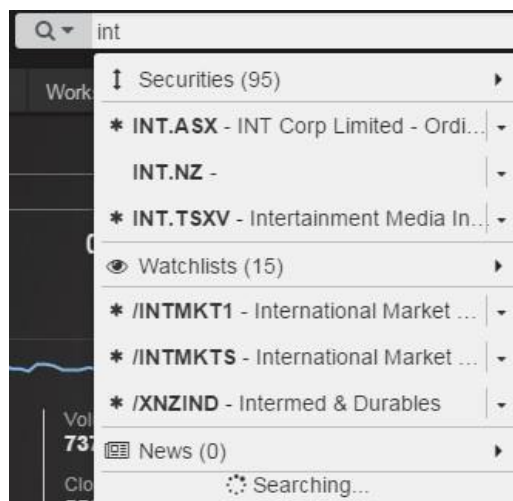 int
Work
Securities (95)
* INT.ASX - INT Corp Limited - Ordi...
INT.NZ -
* INT.TSXV - Intertainment Media In...
Watchlists (15)
* /INTMKT1 - International Market ...
* /INTMKTS - International Market ...
* /XNZIND - Intermed & Durables
Vol
737
News (0)
Clo
Searching...